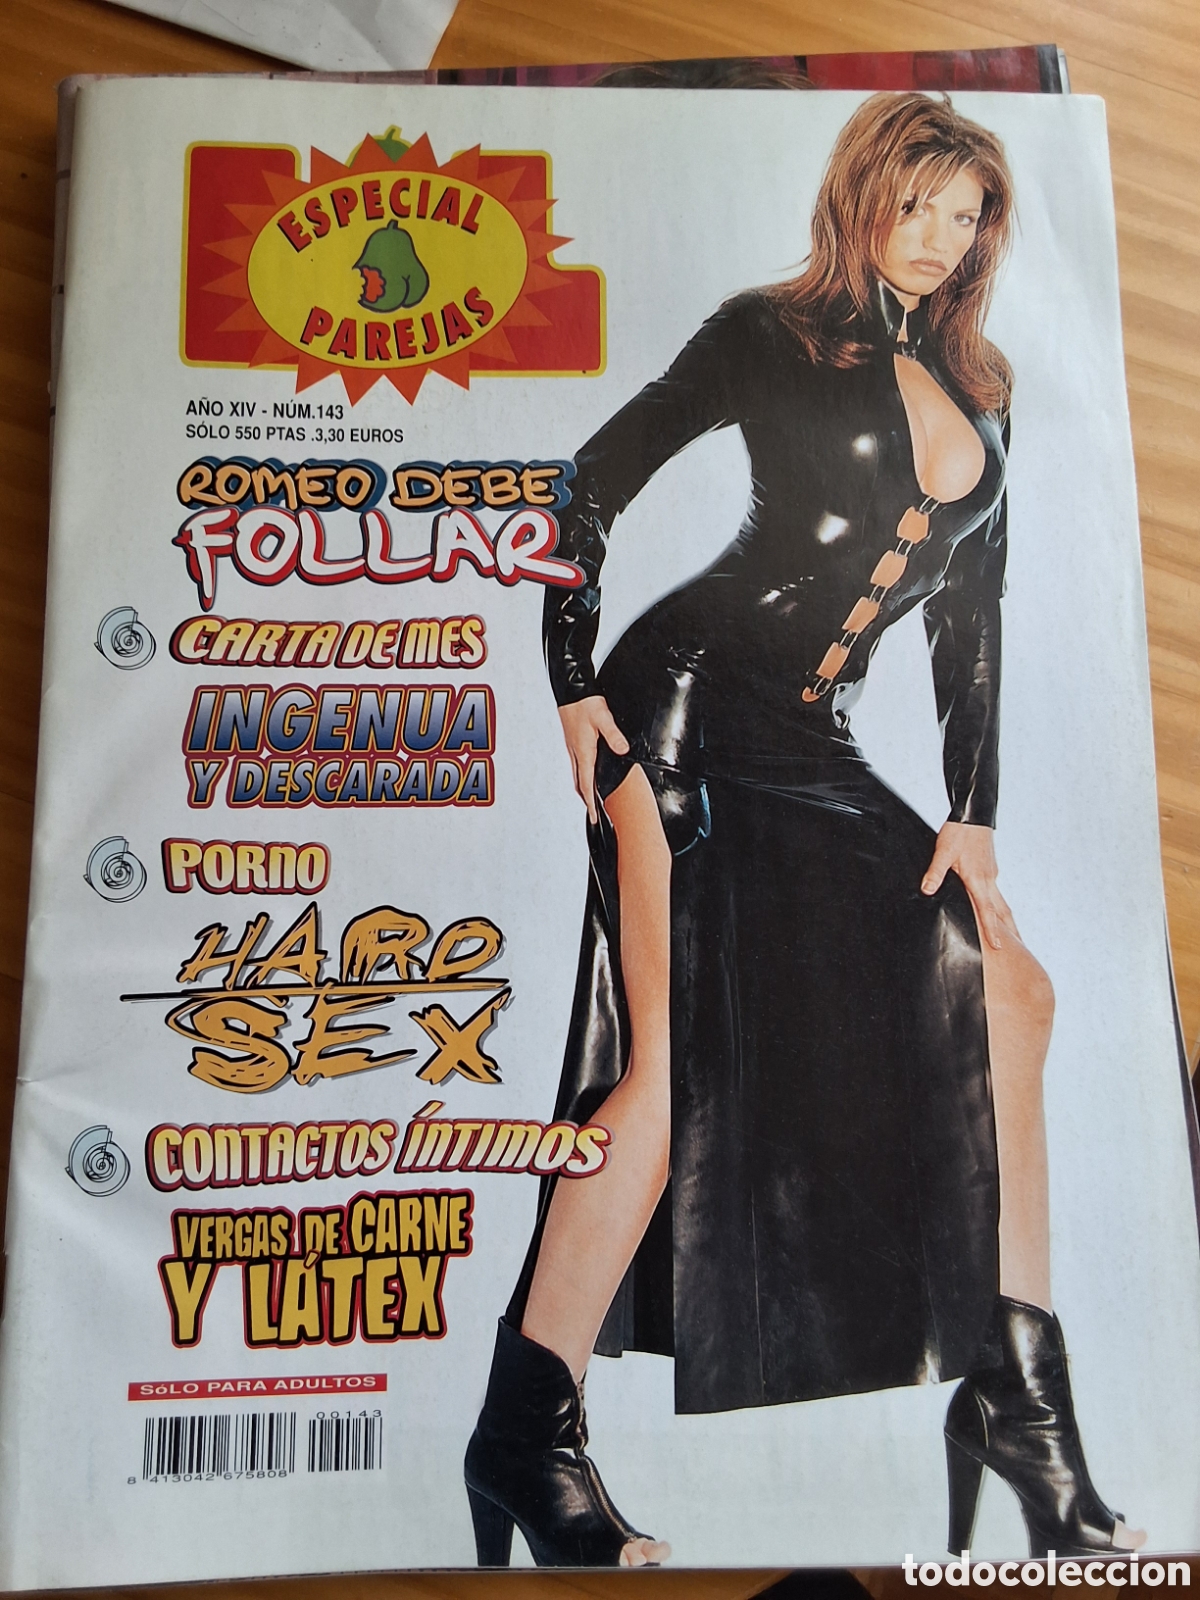 ESPECIAL
PAREJAS
AÑO XIV - NÚM.143
SÓLO 550 PTAS .3,30 EUROS
ROMEO DEBE
FOLLAR
CARTA DE MES
INGENUA
Y DESCARADA
PORNO
HARD
SEX
CONTACTOS ÍNTIMOS
VERGAS DE CARNE
Y LÁTEX
SóLO PARA ADULTOS
00143
8 413042 675808
todocoleccion